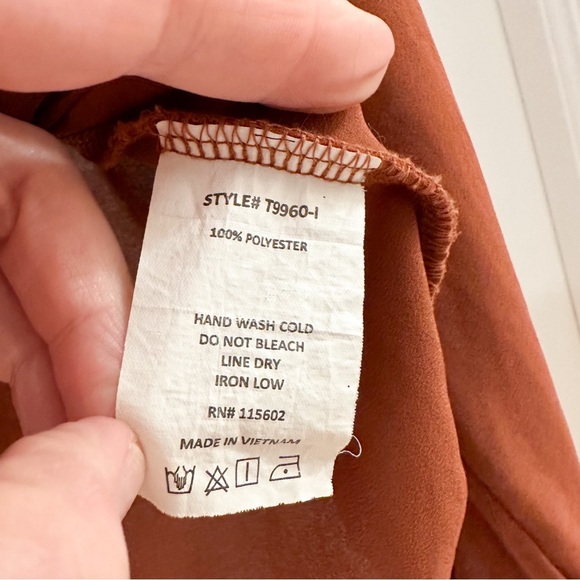 STYLE# T9960-I
100% POLYESTER
HAND WASH COLD
DO NOT BLEACH
LINE DRY
IRON LOW
RN# 115602
MADE IN VIETNAM